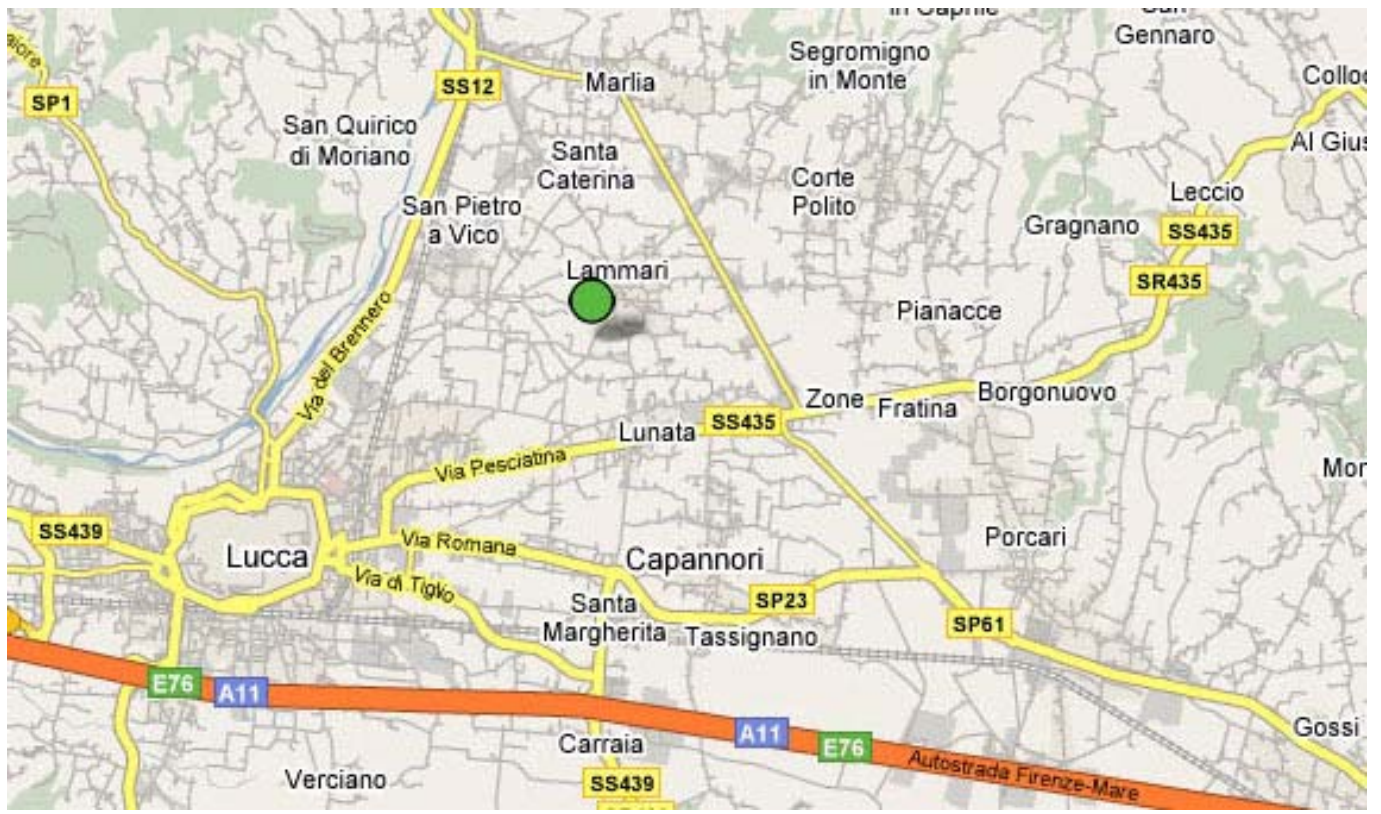 Segromigno
in Monte
Gennaro
Marlia
SS12
SP1
San Quirico
di Moriano
Santa
Caterina
Corte
Polito
Leccio
San Pietro
a Vico
Gragnano
SS435
Lammari
SR435
Pianacce
Via del Brennero
Zone
Fratina
Borgonuovo
SS435
Lunata
Via Pesciatina
SS439
Lucca
Via Romana
Capannori
Porcari
Via di Tiglio
SP23
Santa
Margherita
Tassignano
SP61
E76
A11
A11
E76
Gossi
Carraia
Autostrada Firenze-Mare
Verciano
SS439